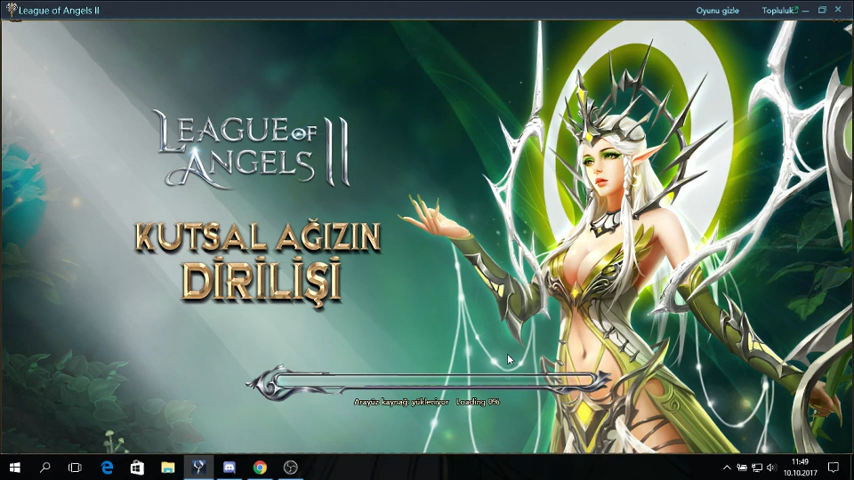 League of Angels II
Oyunu gizle
Topluluk
LEAGUE OF
ANGELS II
KUTSAL AĞIZIN
DİRİLİŞİ
Arayüz kaynağı yükleniyor Loading 0%
11:49
10.10.2017